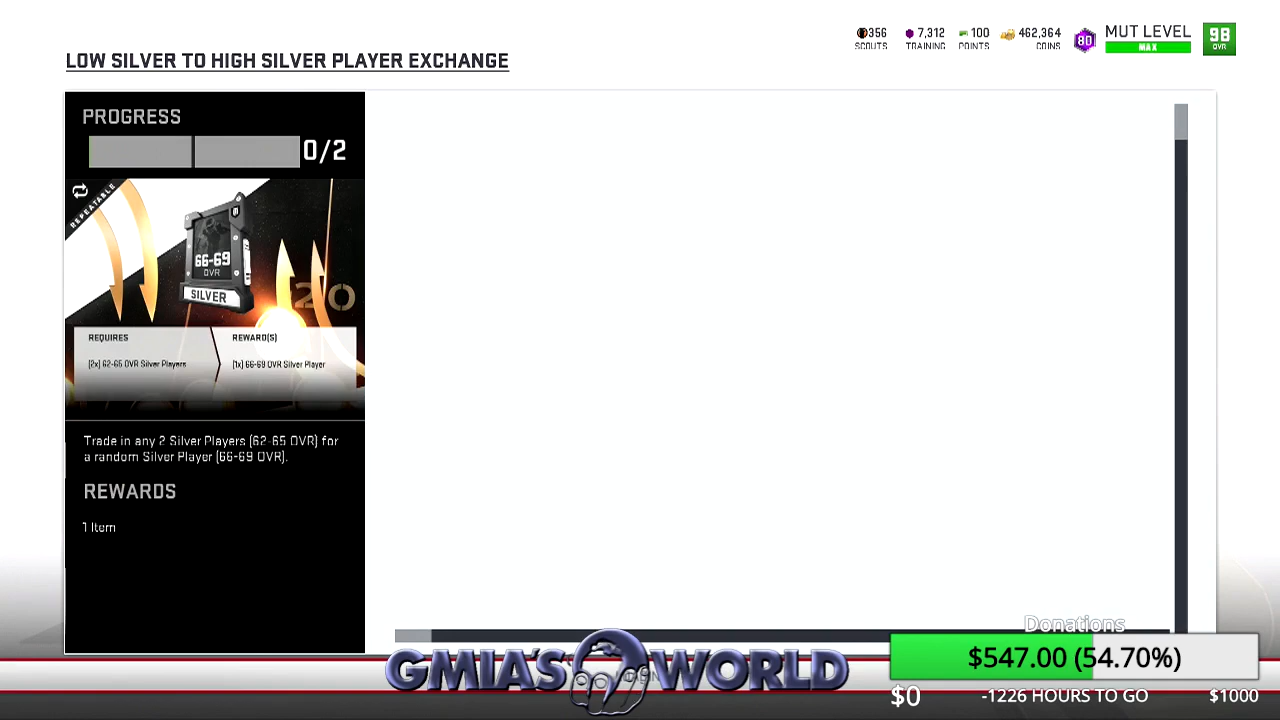 356
SCOUTS
7,312
TRAINING
100
POINTS
462,364
COINS
80
MUT LEVEL
MAX
98
OVR
LOW SILVER TO HIGH SILVER PLAYER EXCHANGE
PROGRESS
0/2
REPEATABLE
66-69
OVR
SILVER
20
REQUIRES
REWARD(S)
(2x) 62-65 OVR Silver Players
(1x) 66-69 OVR Silver Player
Trade in any 2 Silver Players (62-65 OVR) for
a random Silver Player (66-69 OVR).
REWARDS
1 Item
Donations
$547.00 (54.70%)
GMIA'S WORLD
$0
-1226 HOURS TO GO
$1000